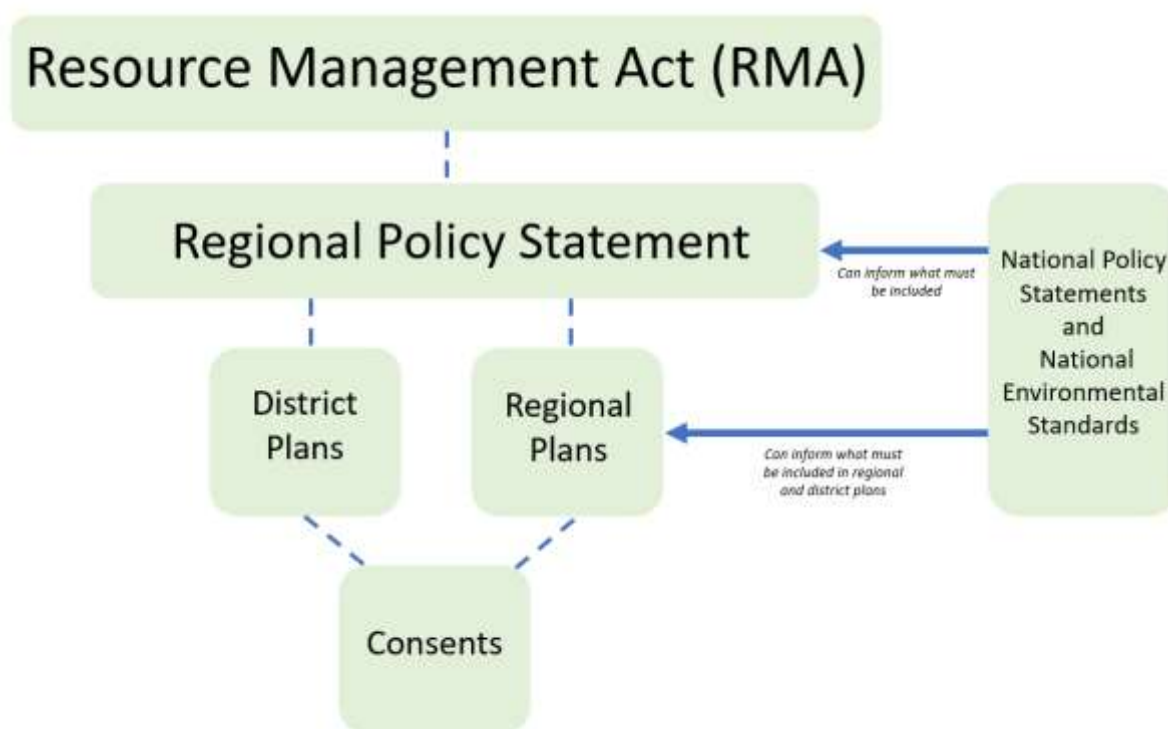 Resource Management Act (RMA)
Regional Policy Statement
Can inform what must
be included
National Policy
Statements
and
National
Environmental
Standards
District
Plans
Regional
Plans
Can inform what must
be included in regional
and district plans
Consents